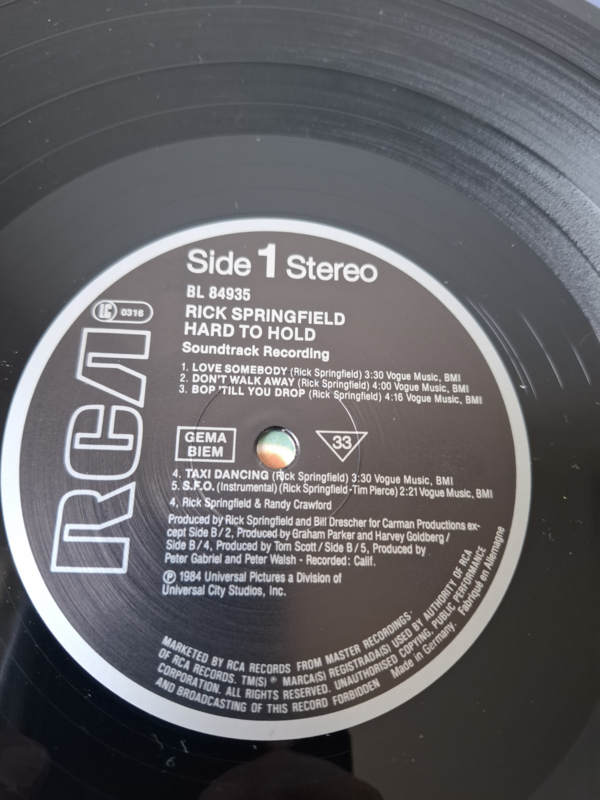 Side 1 Stereo
BL 84935
LC 0316
RICK SPRINGFIELD
HARD TO HOLD
Soundtrack Recording
1. LOVE SOMEBODY (Rick Springfield) 3:30 Vogue Music, BMI
2. DON'T WALK AWAY (Rick Springfield) 4:00 Vogue Music, BMI
3. BOP 'TILL YOU DROP (Rick Springfield) 4:16 Vogue Music, BMI
RCA
GEMA
BIEM
33
4. TAXI DANCING (Rick Springfield) 3:30 Vogue Music, BMI
5. S.F.O. (Instrumental) (Rick Springfield-Tim Pierce) 2:21 Vogue Music, BMI
4, Rick Springfield & Randy Crawford
Produced by Rick Springfield and Bill Drescher for Carman Productions ex-
cept Side B/2, Produced by Graham Parker and Harvey Goldberg/
Side B/4, Produced by Tom Scott/Side B/5, Produced by
Peter Gabriel and Peter Walsh - Recorded: Calif.
℗ 1984 Universal Pictures a Division of
Universal City Studios, Inc.
MARKETED BY RCA RECORDS FROM MASTER RECORDINGS·
OF RCA RECORDS. TM(S) ® MARCA(S) REGISTRADA(S) USED BY AUTHORITY OF RCA
CORPORATION. ALL RIGHTS RESERVED. UNAUTHORISED COPYING, PUBLIC PERFORMANCE
AND BROADCASTING OF THIS RECORD FORBIDDEN Made in Germany. Fabriqué en Allemagne